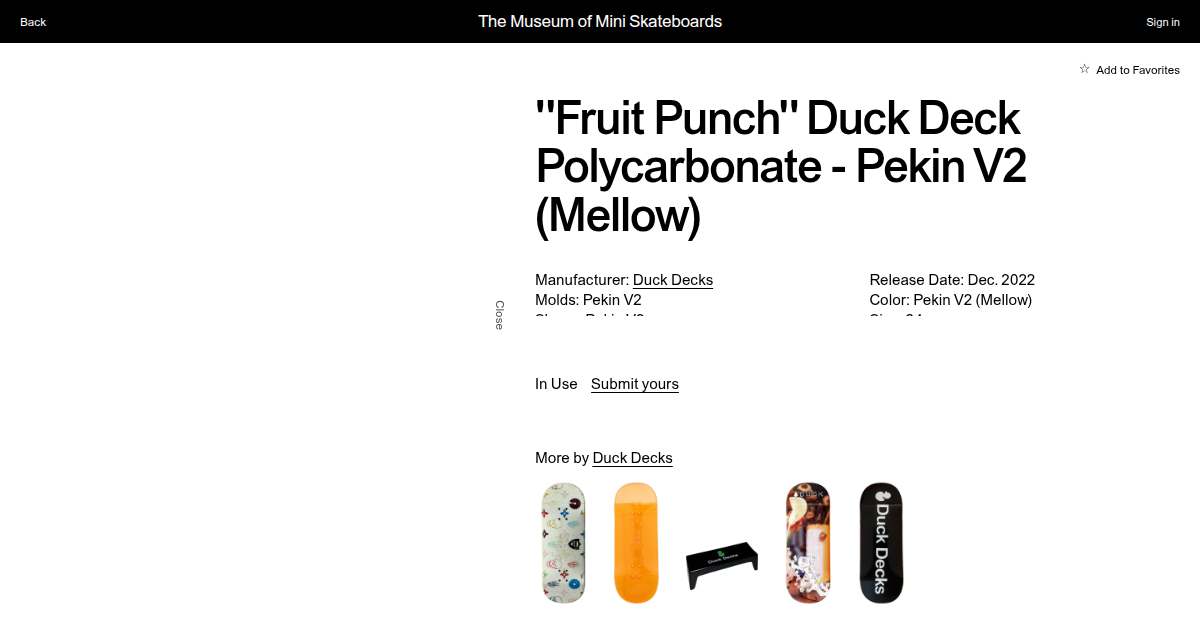 Back
The Museum of Mini Skateboards
Sign in
☆ Add to Favorites
"Fruit Punch" Duck Deck
Polycarbonate - Pekin V2
(Mellow)
Manufacturer: Duck Decks
Release Date: Dec. 2022
Molds: Pekin V2
Color: Pekin V2 (Mellow)
Close
In Use Submit yours
More by Duck Decks
Duck Decks
Duck Decks